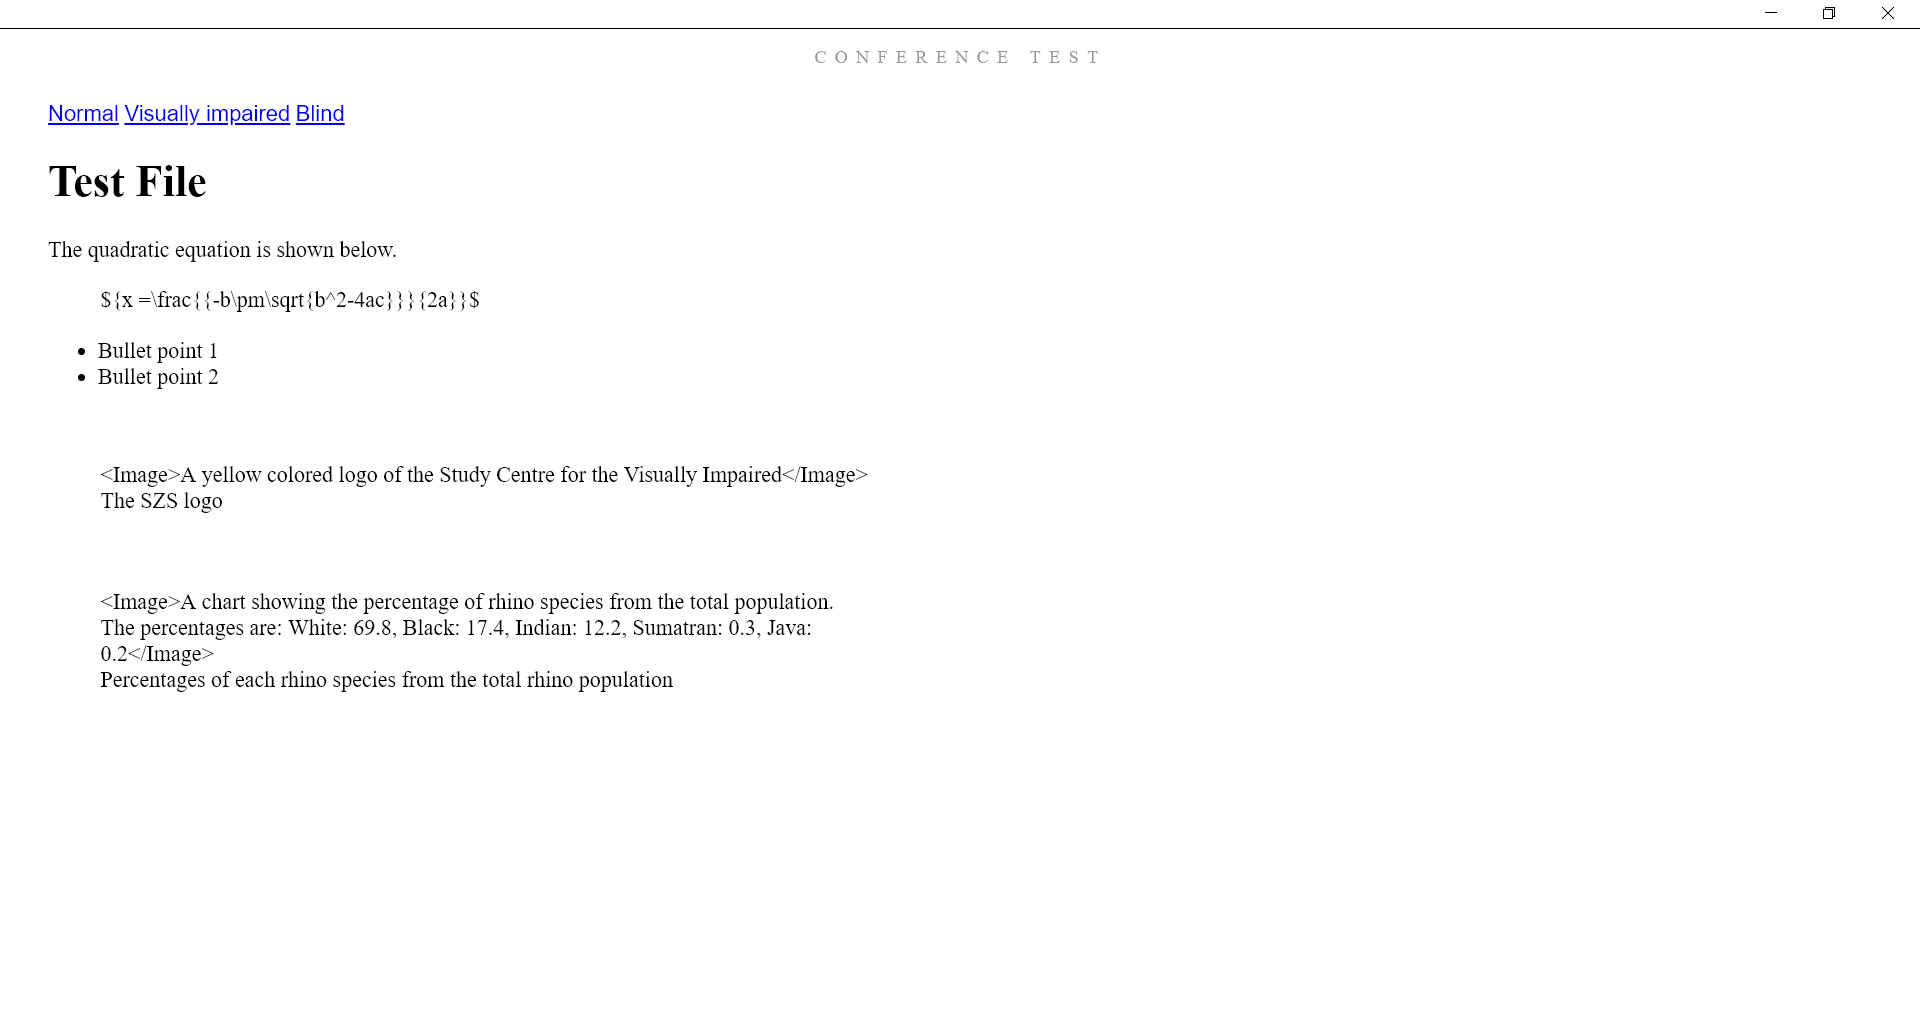 CONFERENCE TEST
Normal Visually impaired Blind
Test File
The quadratic equation is shown below.
${x =\frac{{-b\pm\sqrt{b^2-4ac}}}{2a}}$
• Bullet point 1
• Bullet point 2
<Image>A yellow colored logo of the Study Centre for the Visually Impaired</Image>
The SZS logo
<Image>A chart showing the percentage of rhino species from the total population.
The percentages are: White: 69.8, Black: 17.4, Indian: 12.2, Sumatran: 0.3, Java:
0.2</Image>
Percentages of each rhino species from the total rhino population